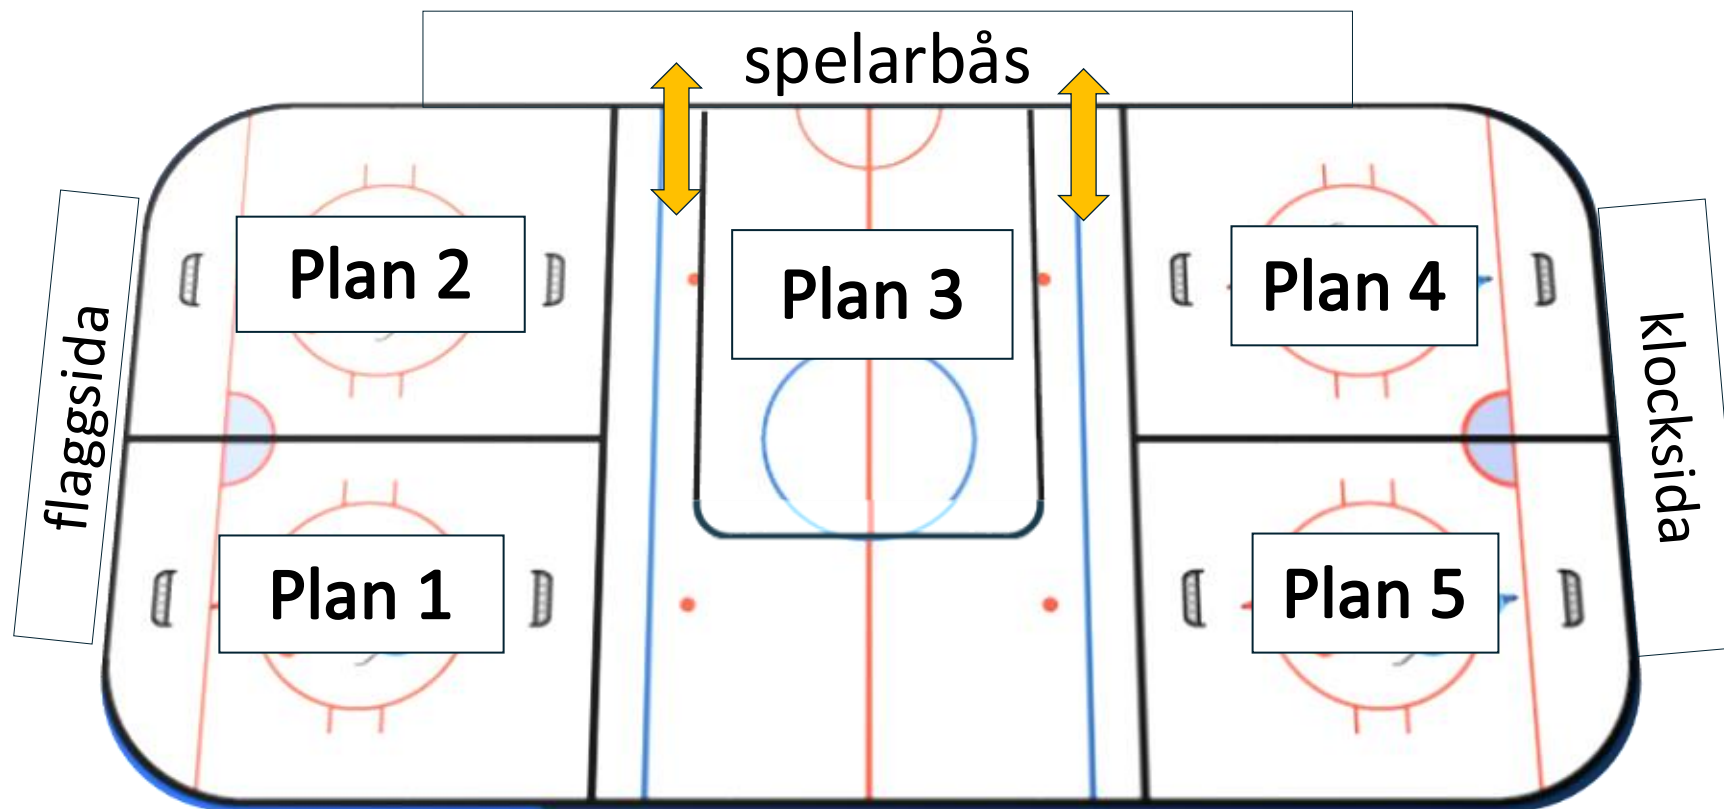 spelarbås
flaggsida
Plan 2
Plan 3
Plan 4
klocksida
Plan 1
Plan 5